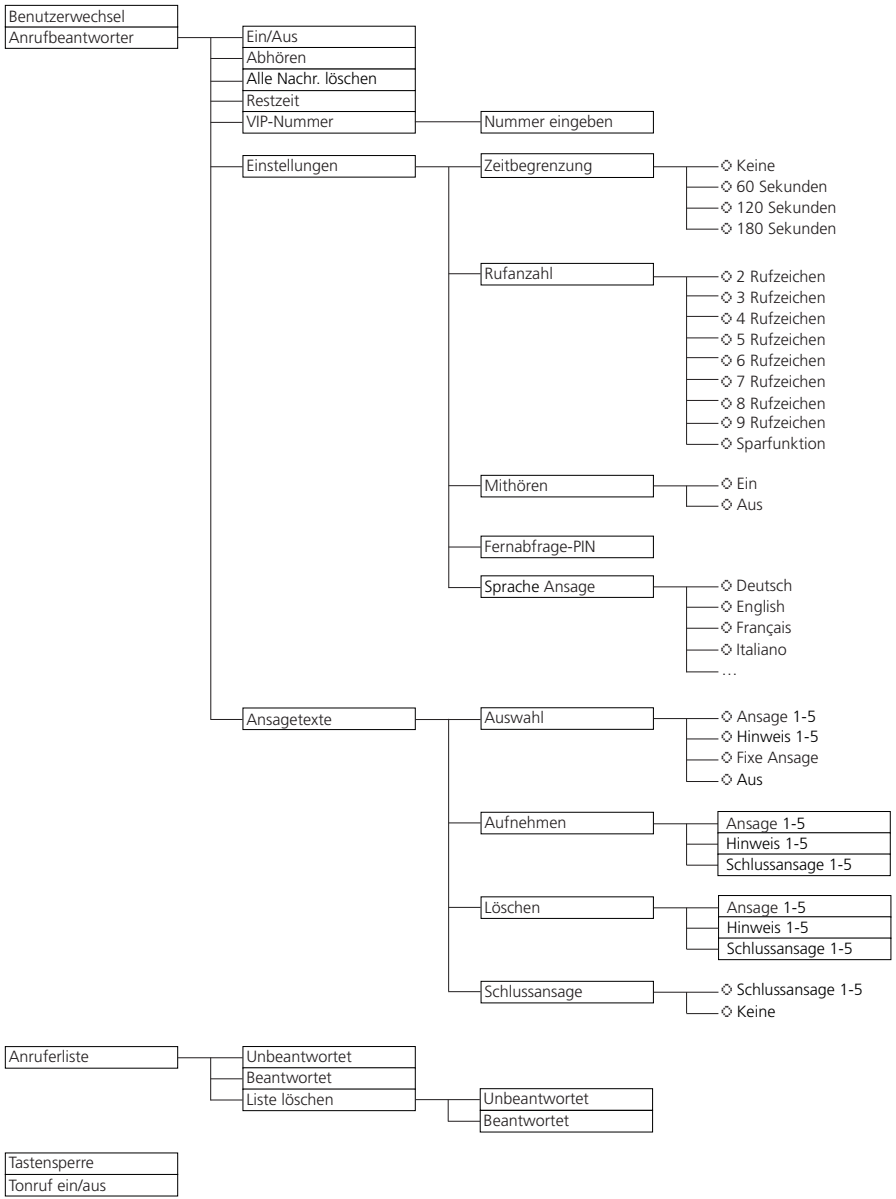 Benutzerwechsel
Anrufbeantworter
Ein/Aus
Abhören
Alle Nachr. löschen
Restzeit
VIP-Nummer
Nummer eingeben
Einstellungen
Zeitbegrenzung
Keine
60 Sekunden
120 Sekunden
180 Sekunden
Rufanzahl
2 Rufzeichen
3 Rufzeichen
4 Rufzeichen
5 Rufzeichen
6 Rufzeichen
7 Rufzeichen
8 Rufzeichen
9 Rufzeichen
Sparfunktion
Mithören
Ein
Aus
Fernabfrage-PIN
Sprache Ansage
Deutsch
English
Français
Italiano
…
Ansagetexte
Auswahl
Ansage 1-5
Hinweis 1-5
Fixe Ansage
Aus
Aufnehmen
Ansage 1-5
Hinweis 1-5
Schlussansage 1-5
Löschen
Ansage 1-5
Hinweis 1-5
Schlussansage 1-5
Schlussansage
Schlussansage 1-5
Keine
Anruferliste
Unbeantwortet
Beantwortet
Liste löschen
Unbeantwortet
Beantwortet
Tastensperre
Tonruf ein/aus